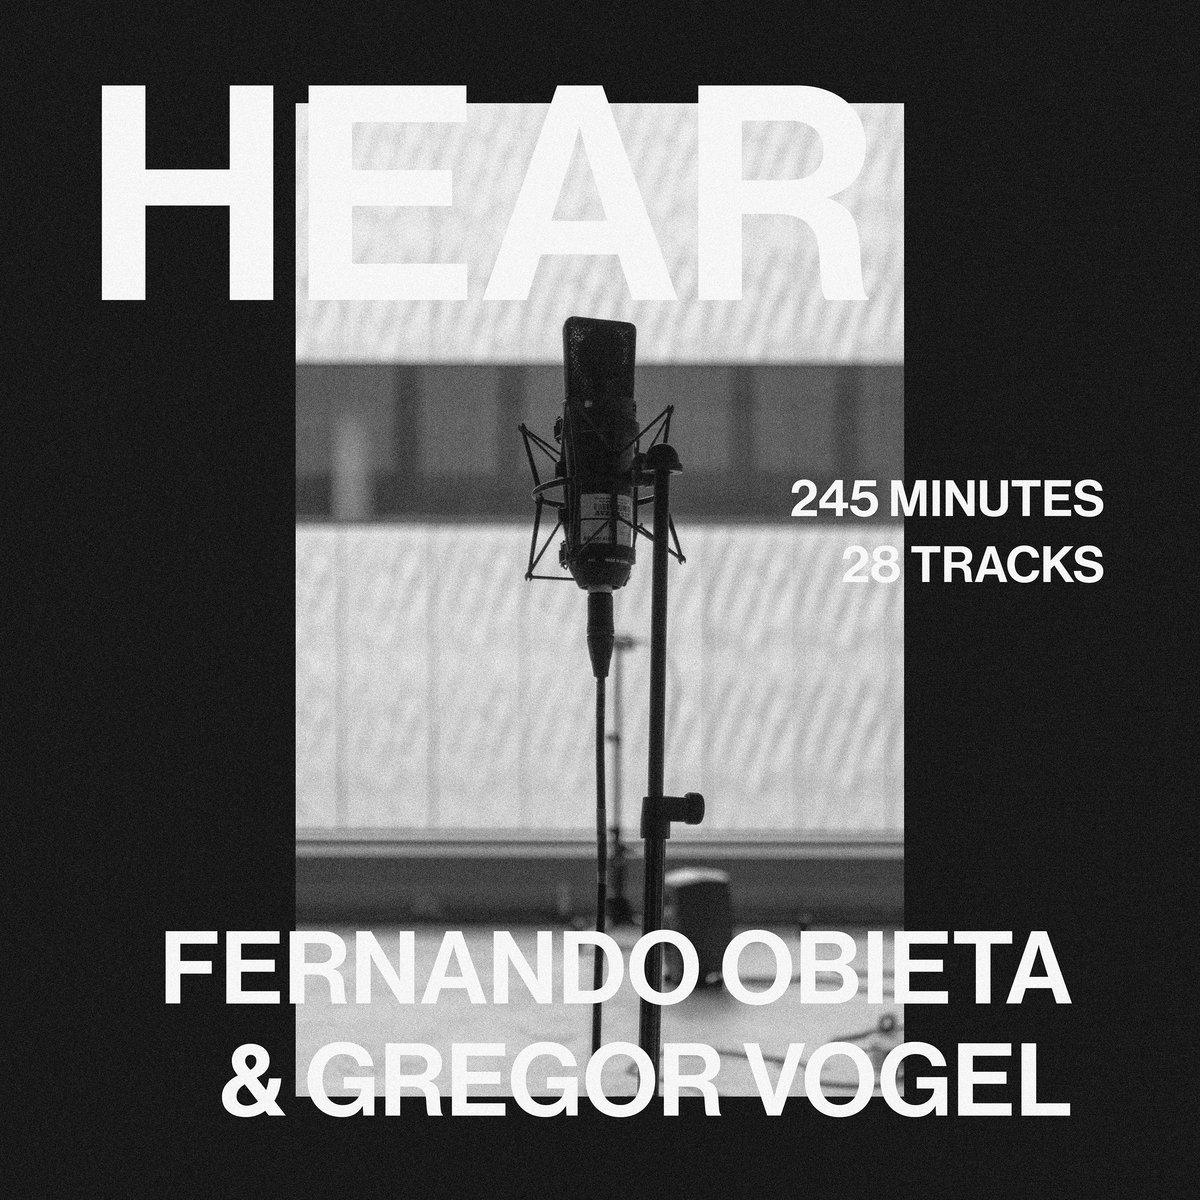 HEAR
245 MINUTES
28 TRACKS
FERNANDO OBIETA
& GREGOR VOGEL